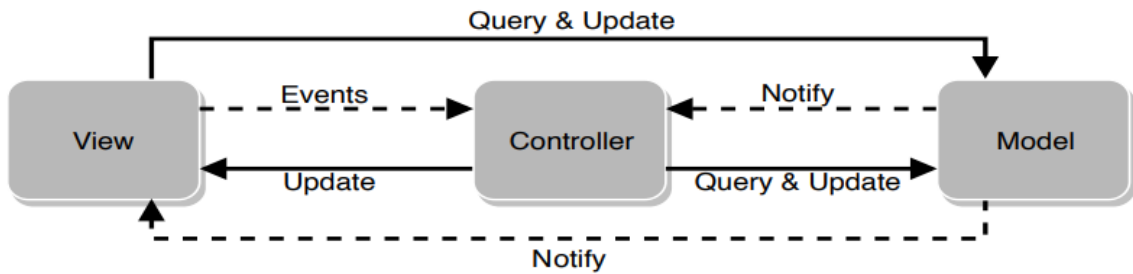 Query & Update
Events
Notify
View
Controller
Model
Update
Query & Update
Notify